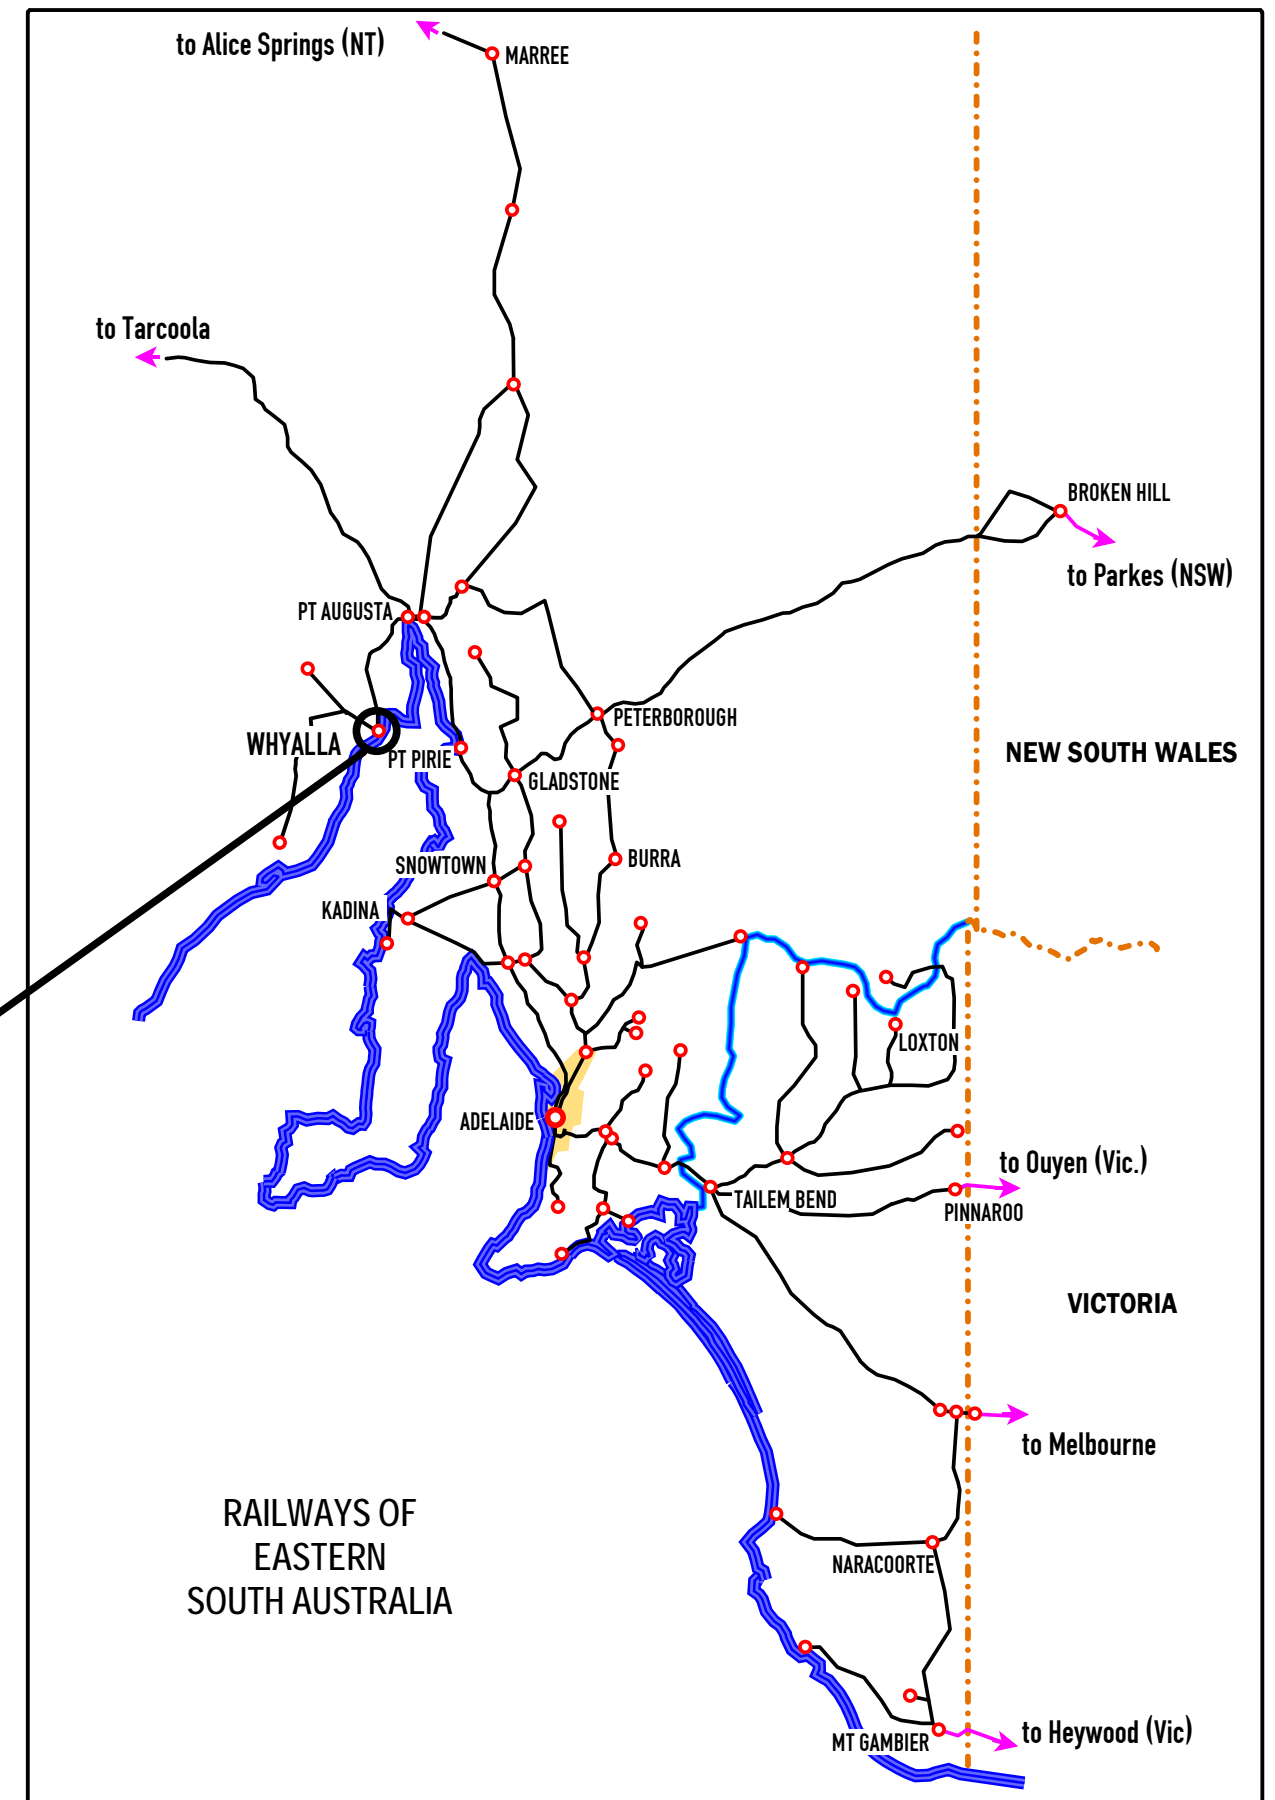 to Alice Springs (NT)
MARREE
to Tarcoola
BROKEN HILL
to Parkes (NSW)
PT AUGUSTA
PETERBOROUGH
WHYALLA
PT PIRIE
NEW SOUTH WALES
GLADSTONE
SNOWTOWN
BURRA
KADINA
LOXTON
ADELAIDE
to Ouyen (Vic.)
TAILEM BEND
PINNAROO
VICTORIA
to Melbourne
RAILWAYS OF
EASTERN
SOUTH AUSTRALIA
NARACOORTE
to Heywood (Vic)
MT GAMBIER